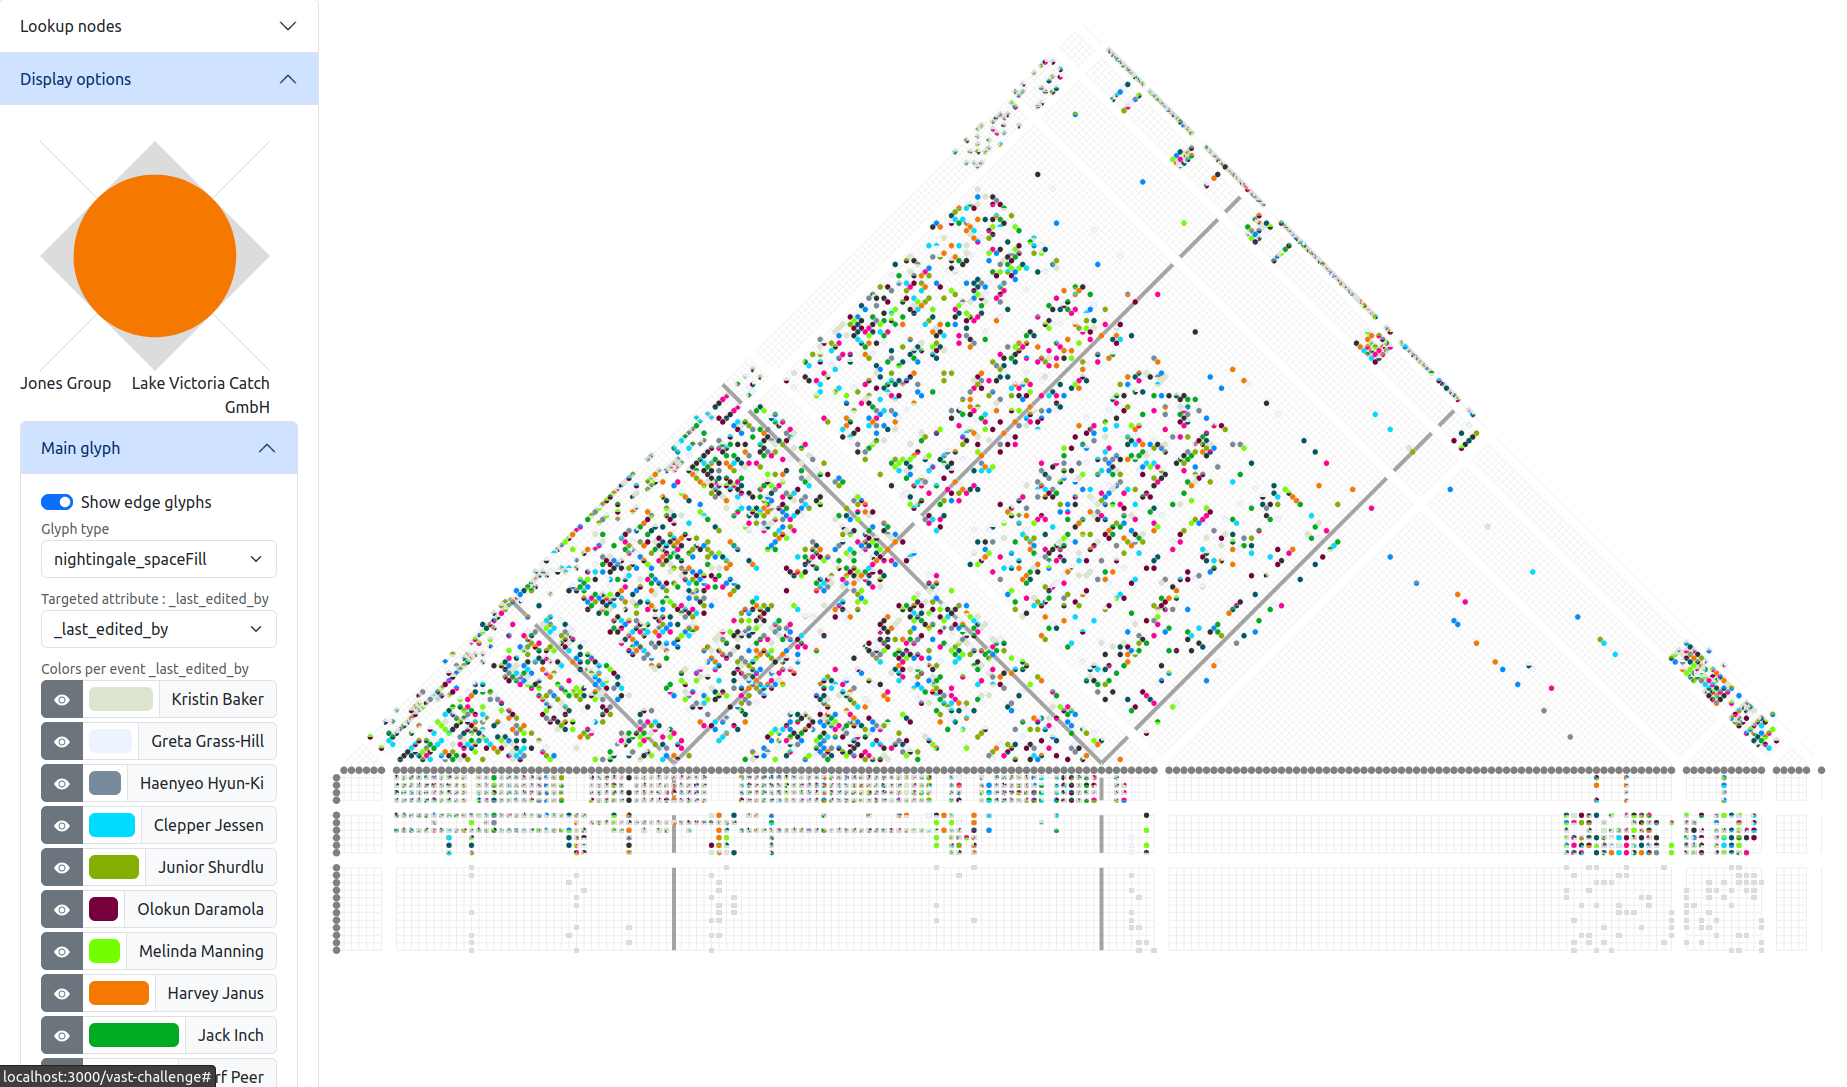 Lookup nodes
Display options
Jones Group
Lake Victoria Catch
GmbH
Main glyph
Show edge glyphs
Glyph type
nightingale_spaceFill
Targeted attribute : _last_edited_by
_last_edited_by
Colors per event _last_edited_by
Kristin Baker
Greta Grass-Hill
Haenyeo Hyun-Ki
Clepper Jessen
Junior Shurdlu
Olokun Daramola
Melinda Manning
Harvey Janus
Jack Inch
Peer
localhost:3000/vast-challenge#